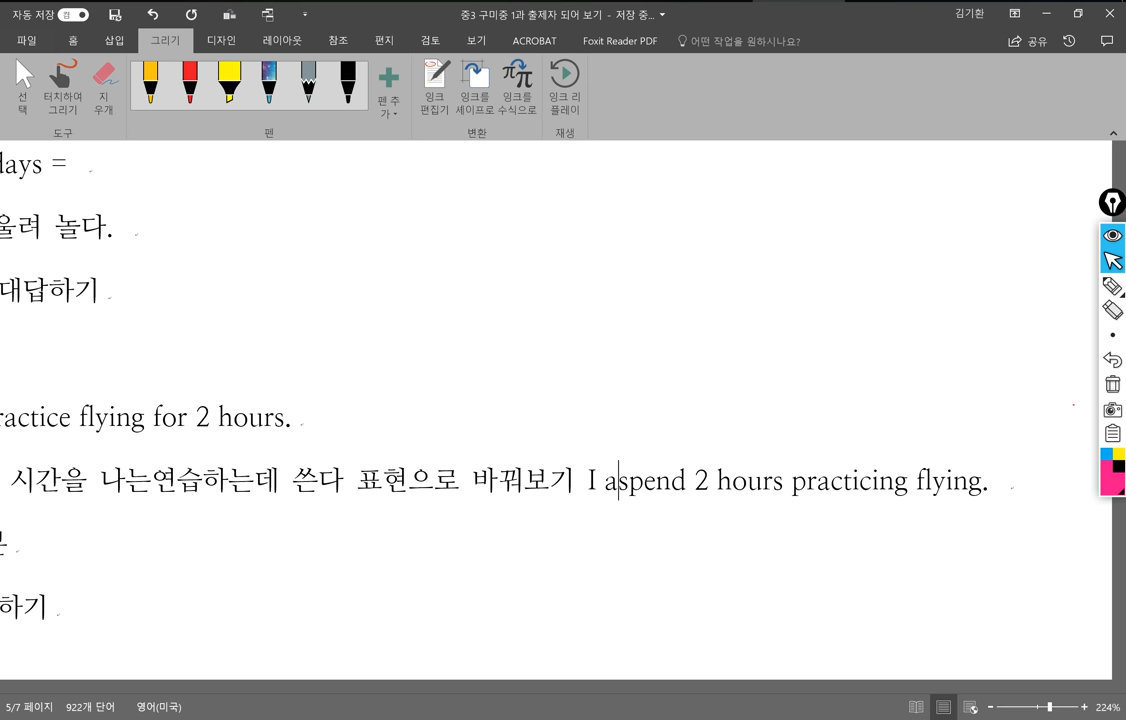 자동 저장 켬 중3 구미중 1과 출제자 되어 보기 - 저장 중... 김기환
파일 홈 삽입 그리기 디자인 레이아웃 참조 편지 검토 보기 ACROBAT Foxit Reader PDF 어떤 작업을 원하시나요? 공유
선택 터치하여 그리기 지우개 펜 추가 잉크 편집기 잉크를 셰이프로 잉크를 수식으로 잉크 리플레이
도구 펜 변환 재생
days =
울려 놀다.
대답하기
ractice flying for 2 hours.
시간을 나는연습하는데 쓴다 표현으로 바꿔보기 I aspend 2 hours practicing flying.
하기
5/7 페이지 922개 단어 영어(미국) 224%